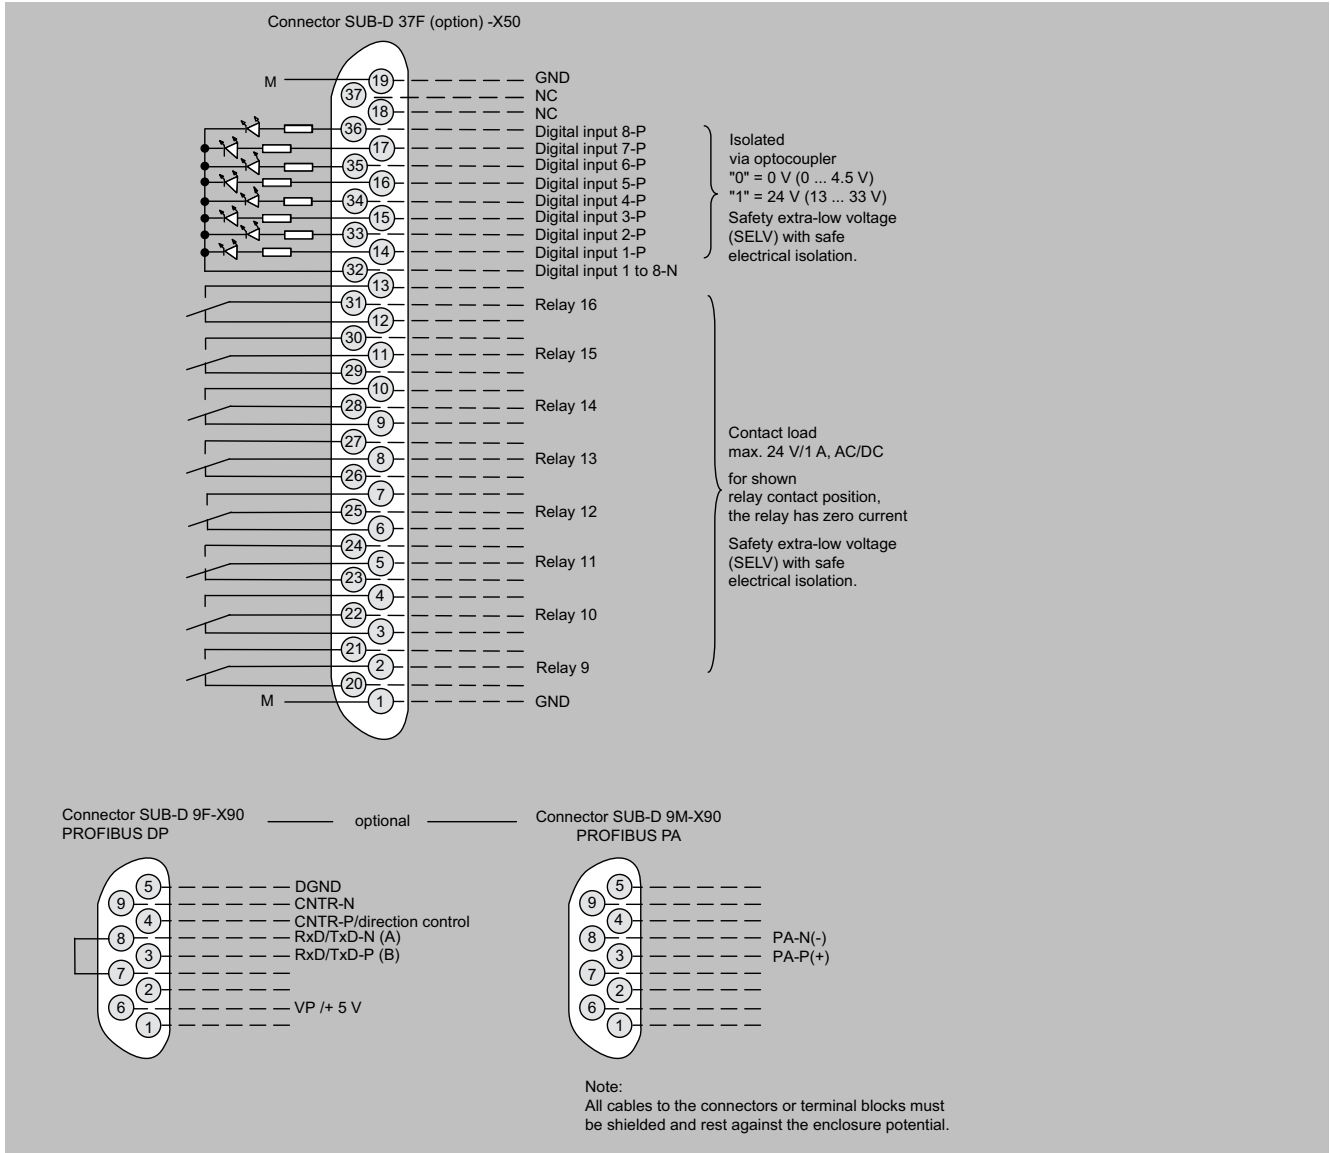 Connector SUB-D 37F (option) -X50
M 19 GND
37 NC
18 NC
36 Digital input 8-P
17 Digital input 7-P
35 Digital input 6-P
16 Digital input 5-P
34 Digital input 4-P
15 Digital input 3-P
33 Digital input 2-P
14 Digital input 1-P
32 Digital input 1 to 8-N
Isolated
via optocoupler
"0" = 0 V (0 ... 4.5 V)
"1" = 24 V (13 ... 33 V)
Safety extra-low voltage
(SELV) with safe
electrical isolation.
13
31 Relay 16
12
30
11 Relay 15
29
10
28 Relay 14
9
27
8 Relay 13
26
7
25 Relay 12
6
24
5 Relay 11
23
4
22 Relay 10
3
21
2 Relay 9
20
M 1 GND
Contact load
max. 24 V/1 A, AC/DC
for shown
relay contact position,
the relay has zero current
Safety extra-low voltage
(SELV) with safe
electrical isolation.
Connector SUB-D 9F-X90
PROFIBUS DP
optional
Connector SUB-D 9M-X90
PROFIBUS PA
5 DGND
9 CNTR-N
4 CNTR-P/direction control
8 RxD/TxD-N (A)
3 RxD/TxD-P (B)
7
2
6 VP /+ 5 V
1
5
9
4
8 PA-N(-)
3 PA-P(+)
7
2
6
1
Note:
All cables to the connectors or terminal blocks must
be shielded and rest against the enclosure potential.